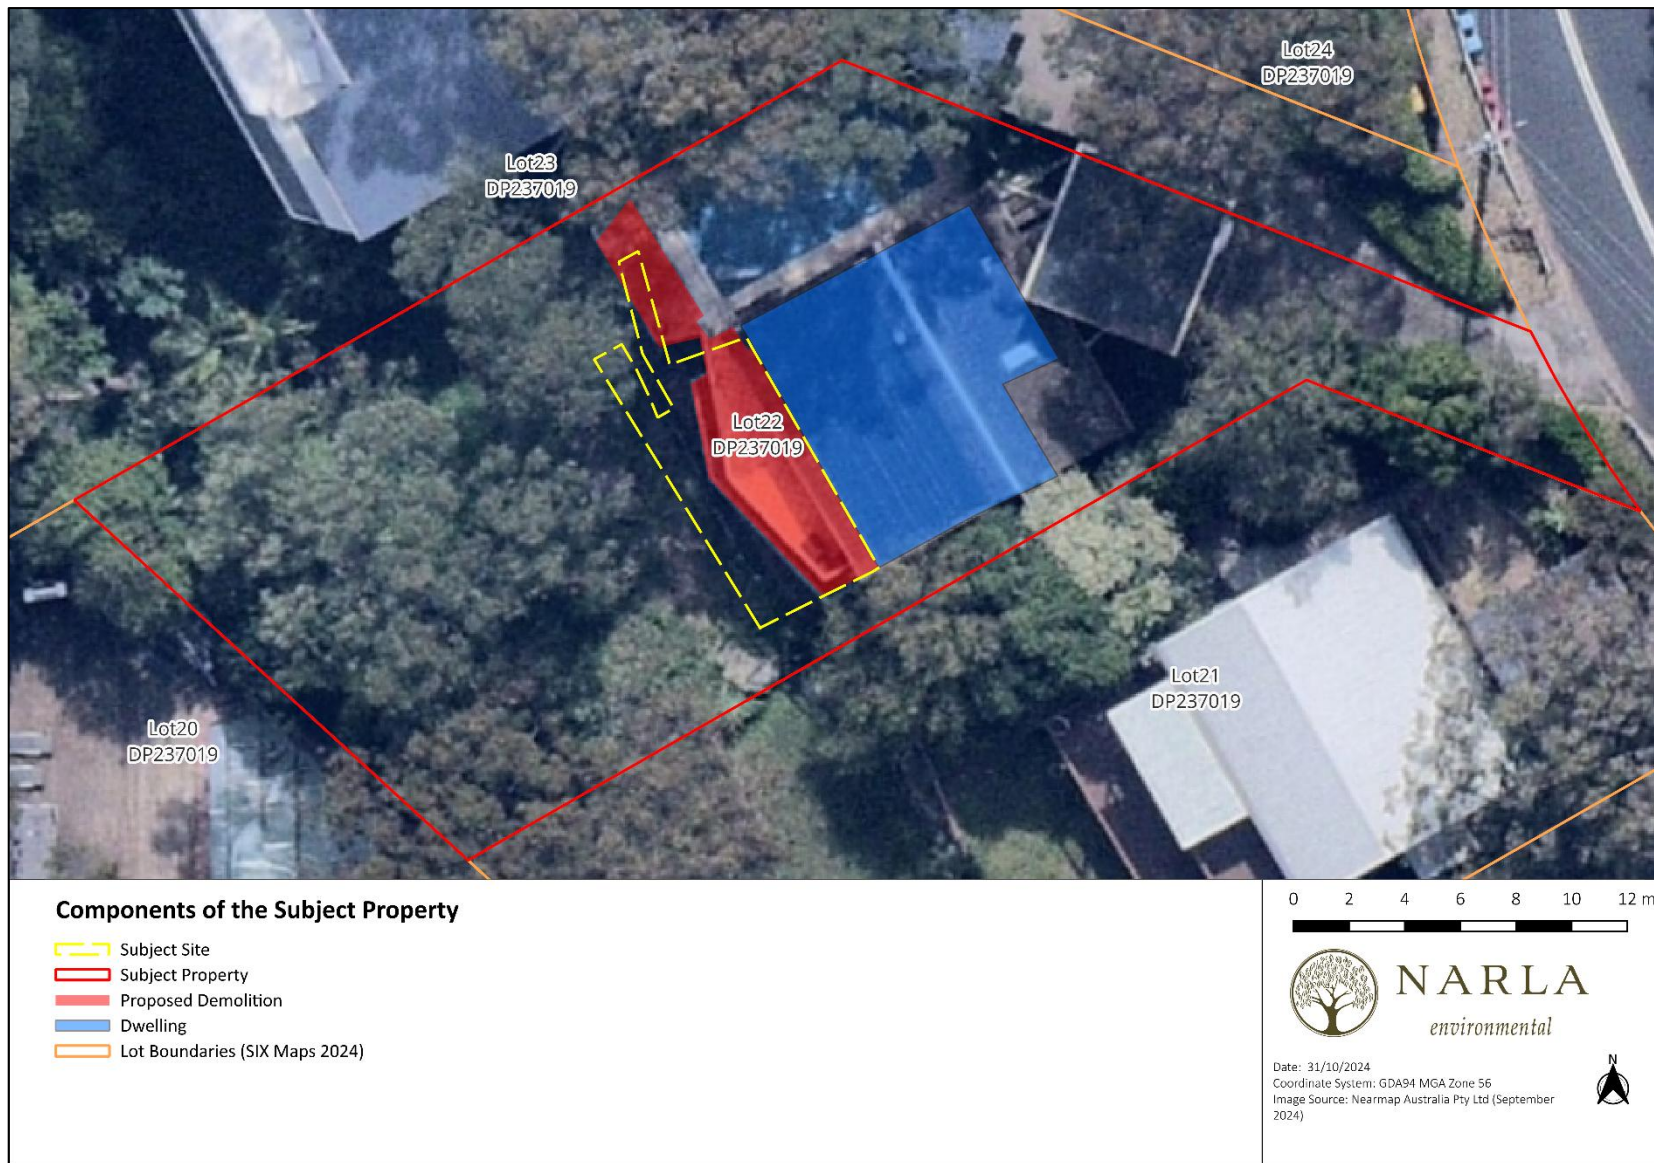 Lot24
DP237019
Lot23
DP237019
Lot22
DP237019
Lot21
DP237019
Lot20
DP237019
Components of the Subject Property
Subject Site
Subject Property
Proposed Demolition
Dwelling
Lot Boundaries (SIX Maps 2024)
0 2 4 6 8 10 12 m
NARLA
environmental
Date: 31/10/2024
Coordinate System: GDA94 MGA Zone 56
Image Source: Nearmap Australia Pty Ltd (September
2024)
N